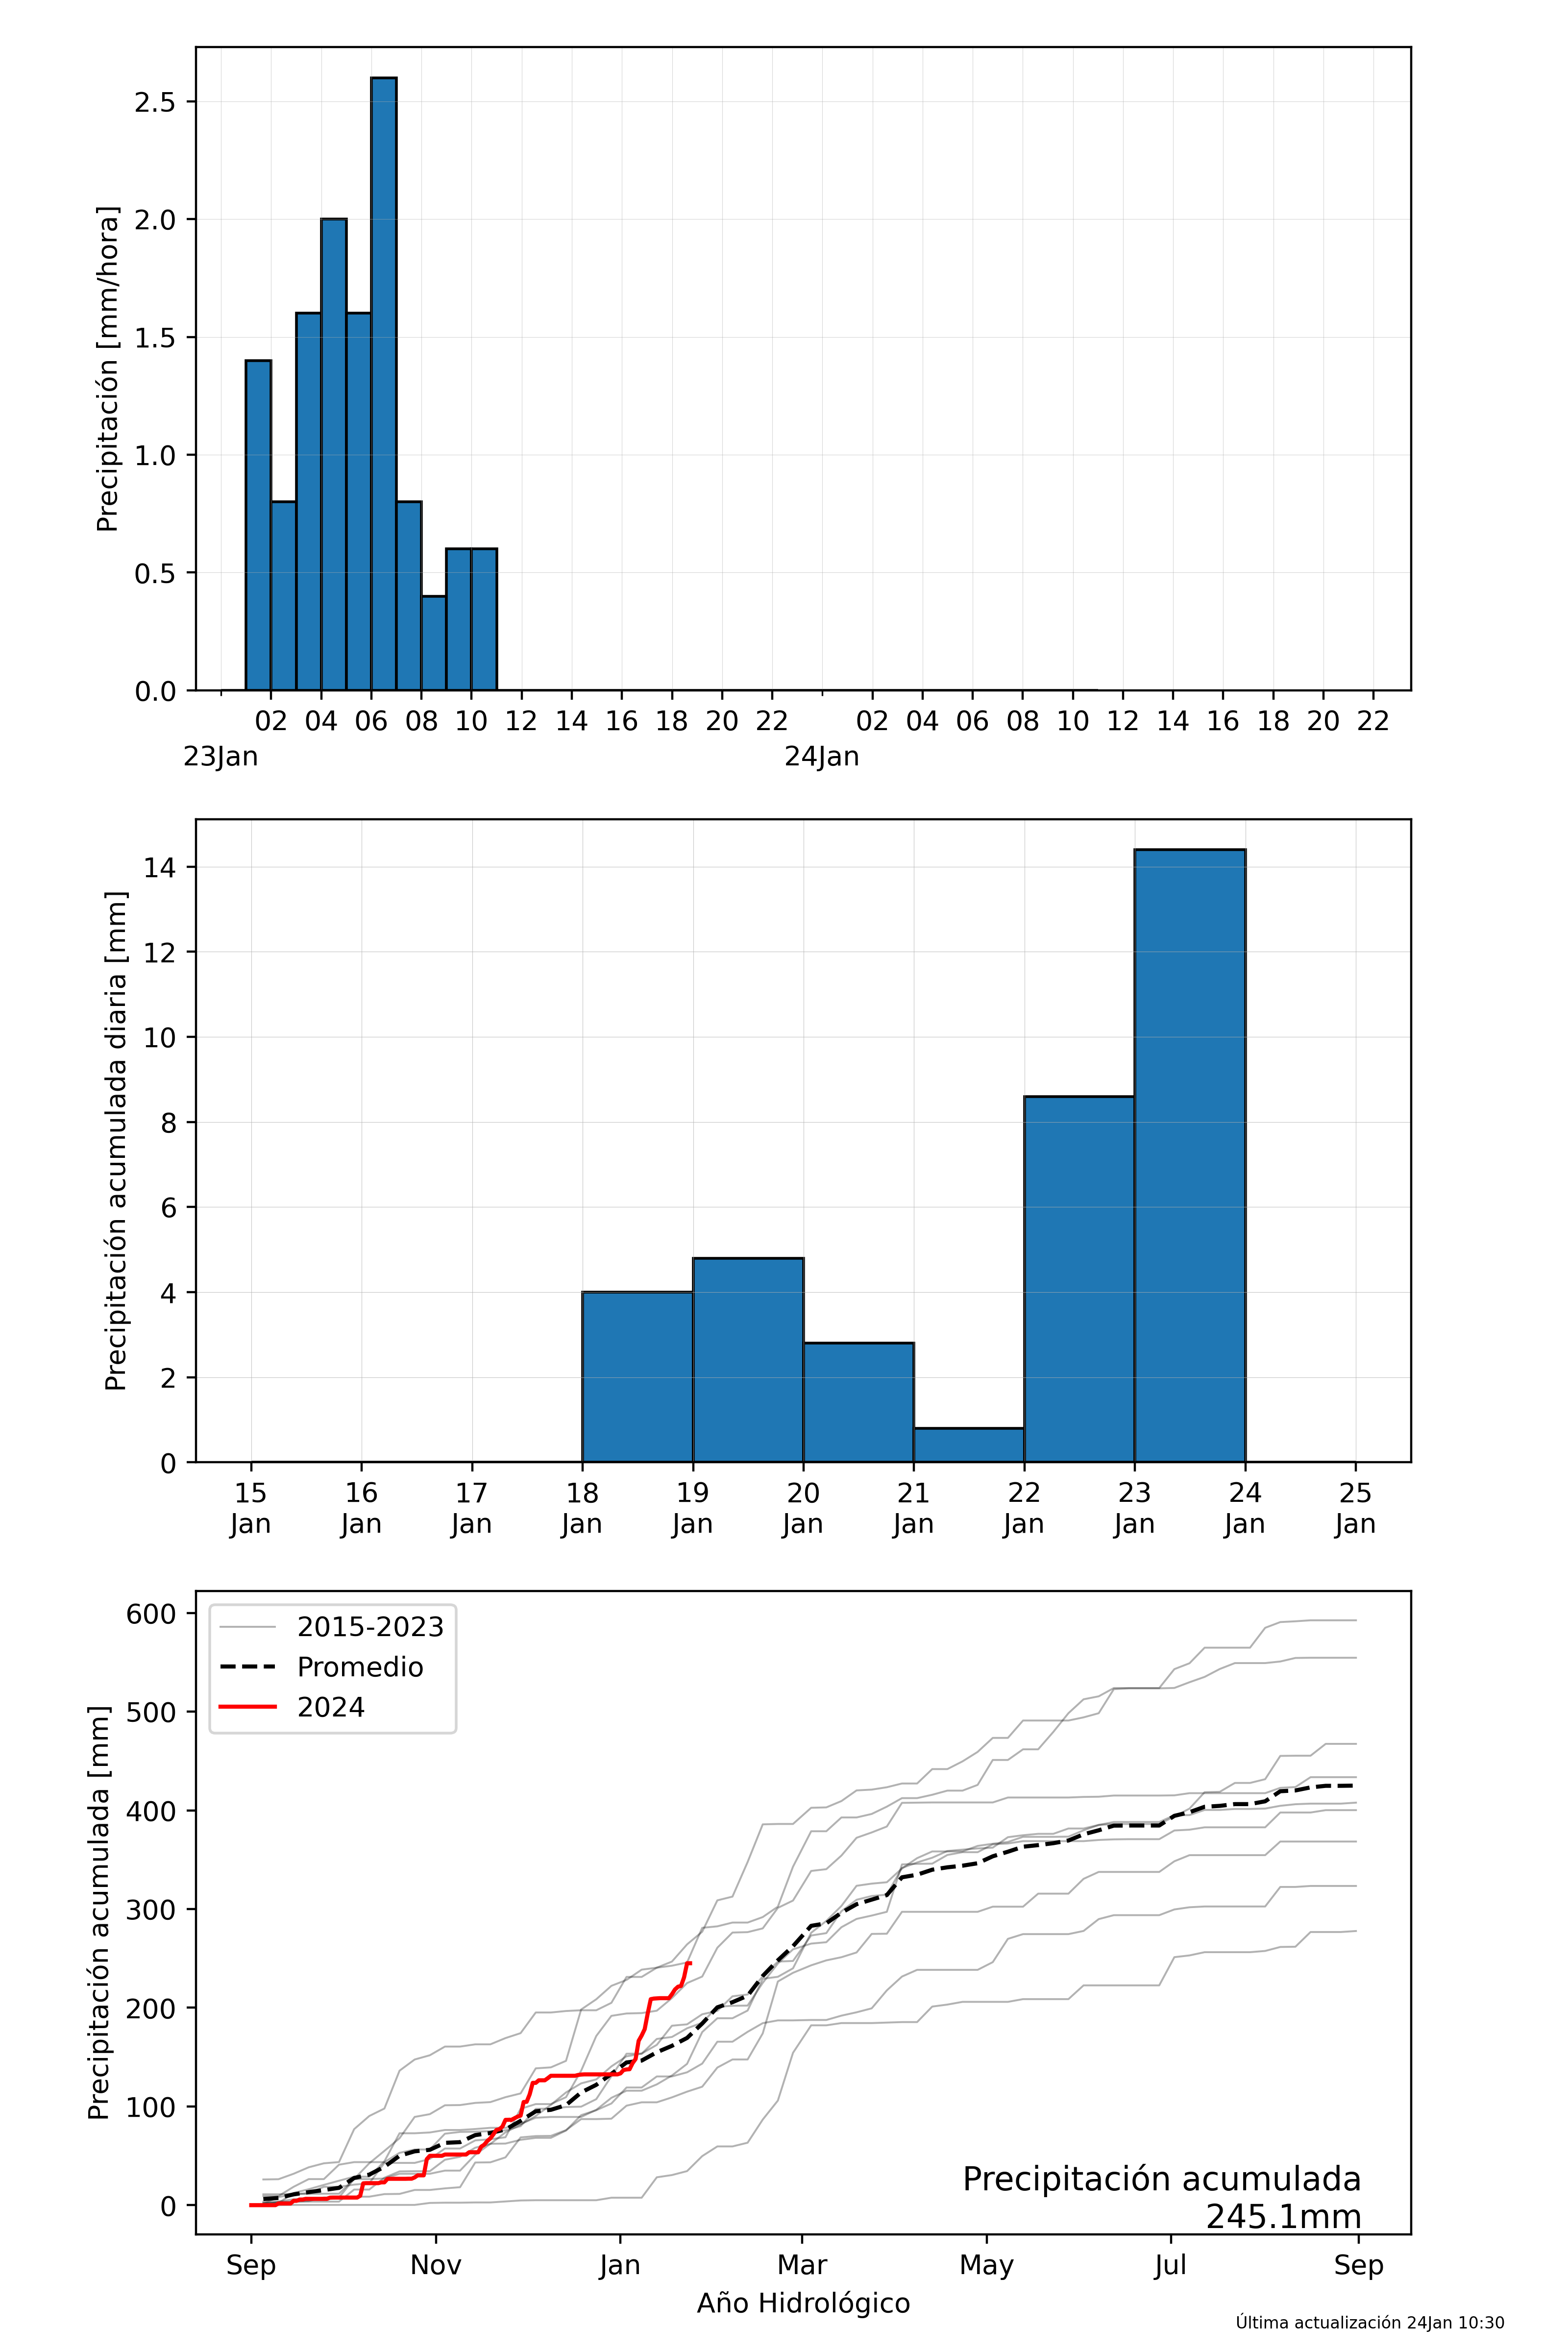 Precipitación [mm/hora]
2.5
2.0
1.5
1.0
0.5
0.0
02 04 06 08 10 12 14 16 18 20 22 02 04 06 08 10 12 14 16 18 20 22
23Jan 24Jan
Precipitación acumulada diaria [mm]
14
12
10
8
6
4
2
0
15 16 17 18 19 20 21 22 23 24 25
Jan Jan Jan Jan Jan Jan Jan Jan Jan Jan Jan
Precipitación acumulada [mm]
600
500
400
300
200
100
0
2015-2023
Promedio
2024
Precipitación acumulada
245.1mm
Sep Nov Jan Mar May Jul Sep
Año Hidrológico
Última actualización 24Jan 10:30